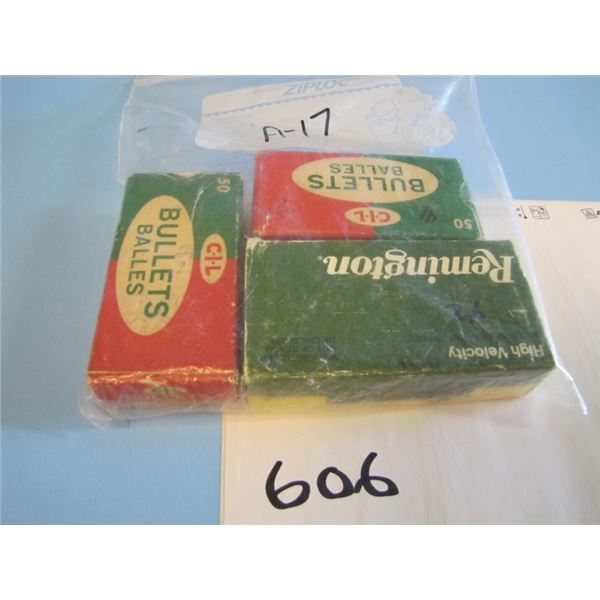 ZIPLOC
A-17
50
BULLETS
BALLES
C-I-L
50
C-I-L
BULLETS
BALLES
Remington
High Velocity
606